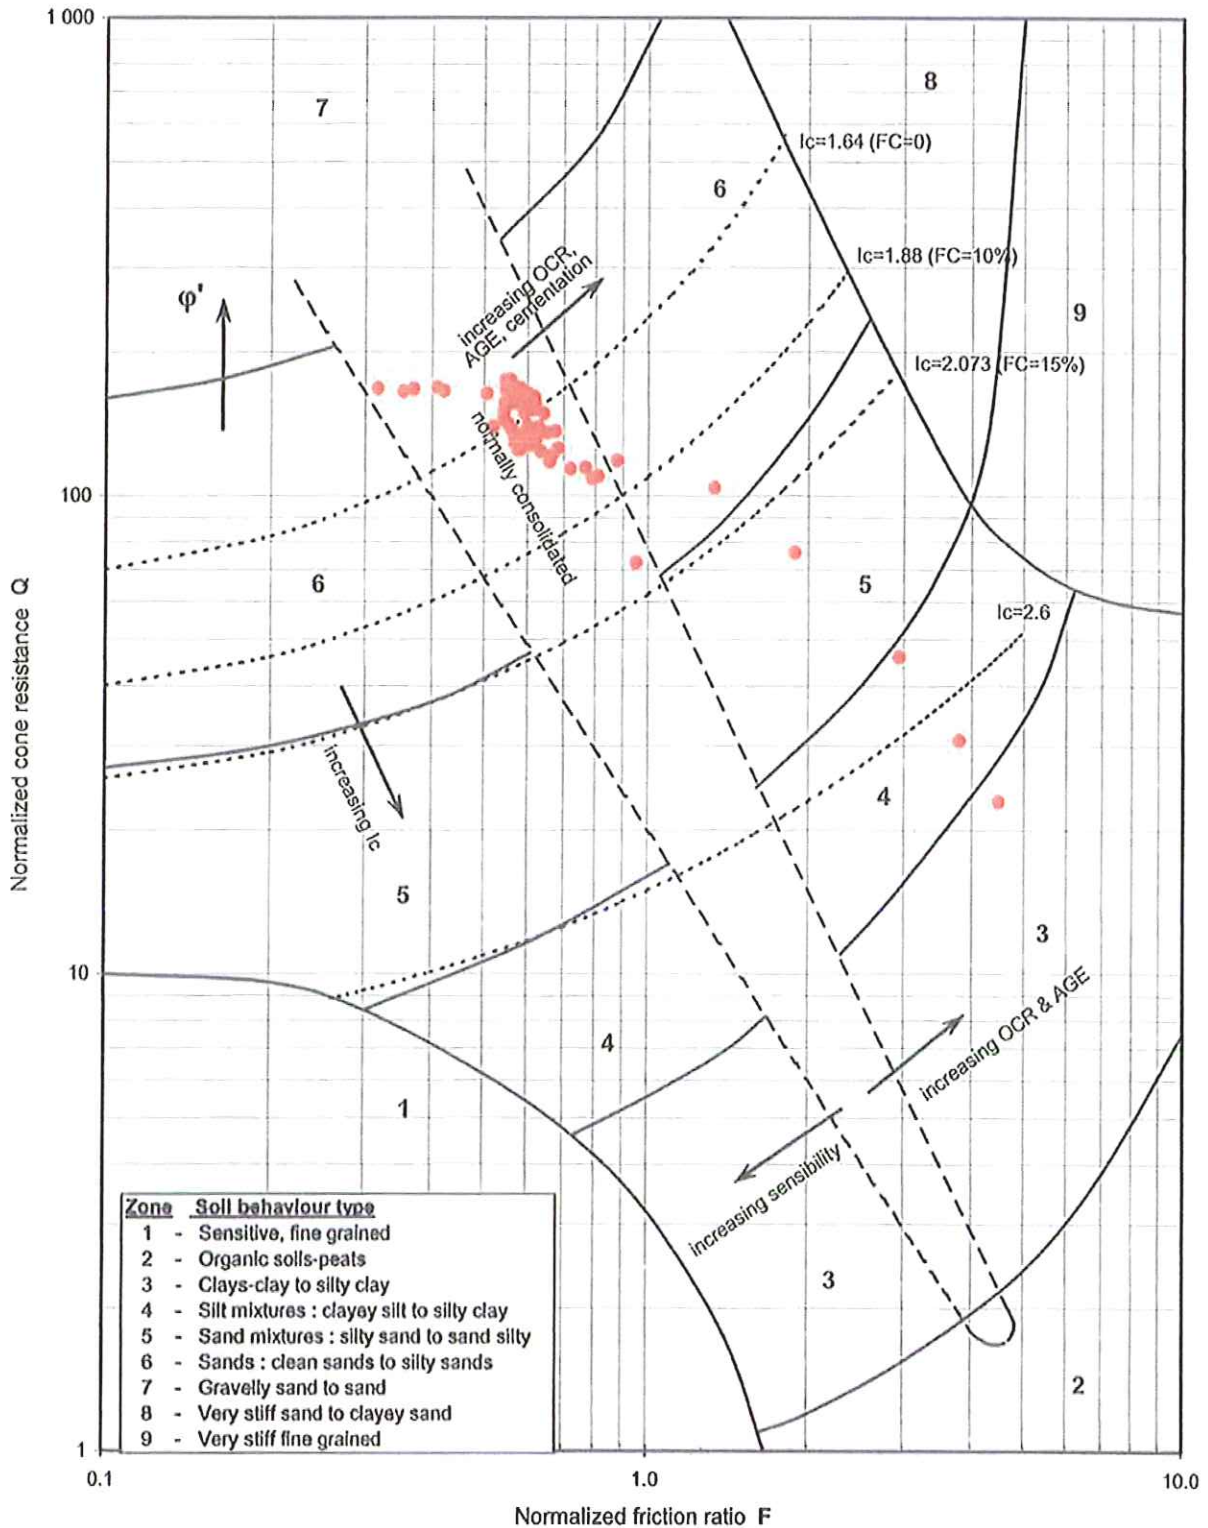 1 000
7
8
Ic=1.64 (FC=0)
6
Ic=1.88 (FC=10%)
increasing OCR,
AGE, cementation
φ'
9
Ic=2.073 (FC=15%)
normally consolidated
100
6
5
Ic=2.6
increasing Ic
4
5
3
10
increasing OCR & AGE
4
1
increasing sensibility
3
2
Zone Soil behaviour type
1 - Sensitive, fine grained
2 - Organic soils-peats
3 - Clays-clay to silty clay
4 - Silt mixtures : clayey silt to silty clay
5 - Sand mixtures : silty sand to sand silty
6 - Sands : clean sands to silty sands
7 - Gravelly sand to sand
8 - Very stiff sand to clayey sand
9 - Very stiff fine grained
1
0.1
1.0
10.0
Normalized cone resistance Q
Normalized friction ratio F